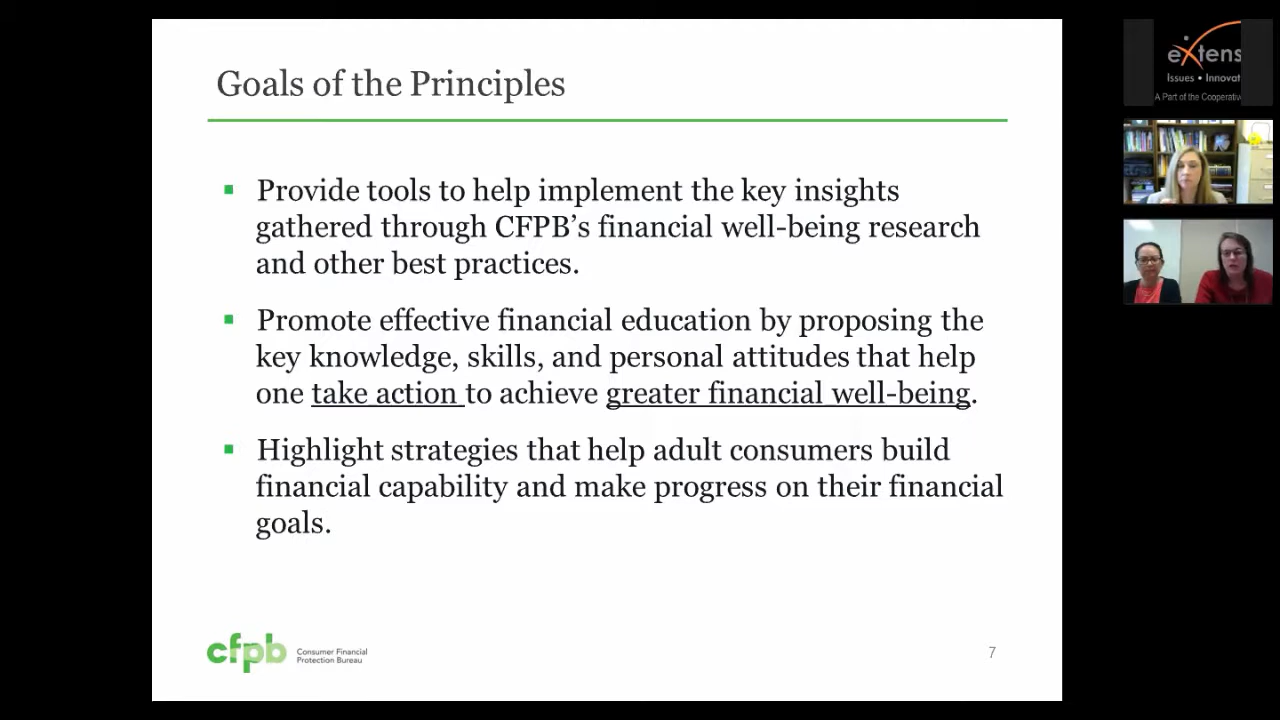 Goals of the Principles
Provide tools to help implement the key insights
gathered through CFPB’s financial well-being research
and other best practices.
Promote effective financial education by proposing the
key knowledge, skills, and personal attitudes that help
one take action to achieve greater financial well-being.
Highlight strategies that help adult consumers build
financial capability and make progress on their financial
goals.
cfpb
Consumer Financial
Protection Bureau
7
eXtens
Issues • Innovat
A Part of the Cooperative